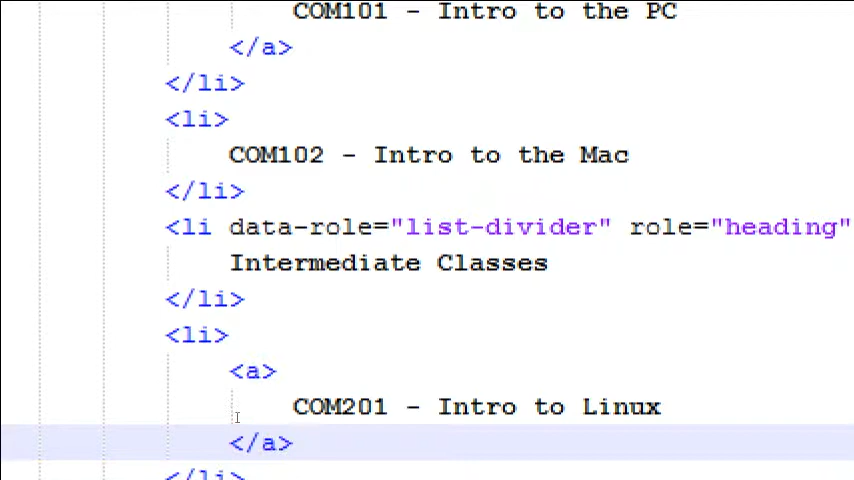 COM101 - Intro to the PC
</a>
</li>
<li>
COM102 - Intro to the Mac
</li>
<li data-role="list-divider" role="heading"
Intermediate Classes
</li>
<li>
<a>
COM201 - Intro to Linux
</a>
</li>